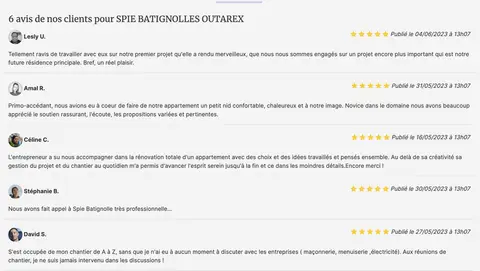 6 avis de nos clients pour SPIE BATIGNOLLES OUTAREX
Lesly U.
Publié le 04/06/2023 à 13h07
Tellement ravis de travailler avec eux sur notre premier projet qu'elle a rendu merveilleux, que nous nous sommes engagés sur un projet encore plus important qui est notre
future résidence principale. Bref, un réel plaisir.
Amal R.
Publié le 31/05/2023 à 13h07
Primo-accédant, nous avions eu à coeur de faire de notre appartement un petit nid confortable, chaleureux et à notre image. Novice dans le domaine nous avons beaucoup
apprécié le soutien rassurant, l'écoute, les propositions variées et pertinentes.
Céline C.
Publié le 16/05/2023 à 13h07
L'entrepreneur a su nous accompagner dans la rénovation totale d'un appartement avec des choix et des idées travaillés et pensés ensemble. Au delà de sa créativité sa
gestion du projet et du chantier au quotidien m'a permis d'avancer l'esprit serein jusqu'à la fin et ce dans les moindres détails.Encore merci !
Stéphanie B.
Publié le 30/05/2023 à 13h07
Nous avons fait appel à Spie Batignolle très professionnelle...
David S.
Publié le 27/05/2023 à 13h07
S'est occupée de mon chantier de A à Z, sans que je n'ai eu à aucun moment à discuter avec les entreprises ( maçonnerie, menuiserie ,électricité). Aux réunions de
chantier, je ne suis jamais intervenu dans les discussions !